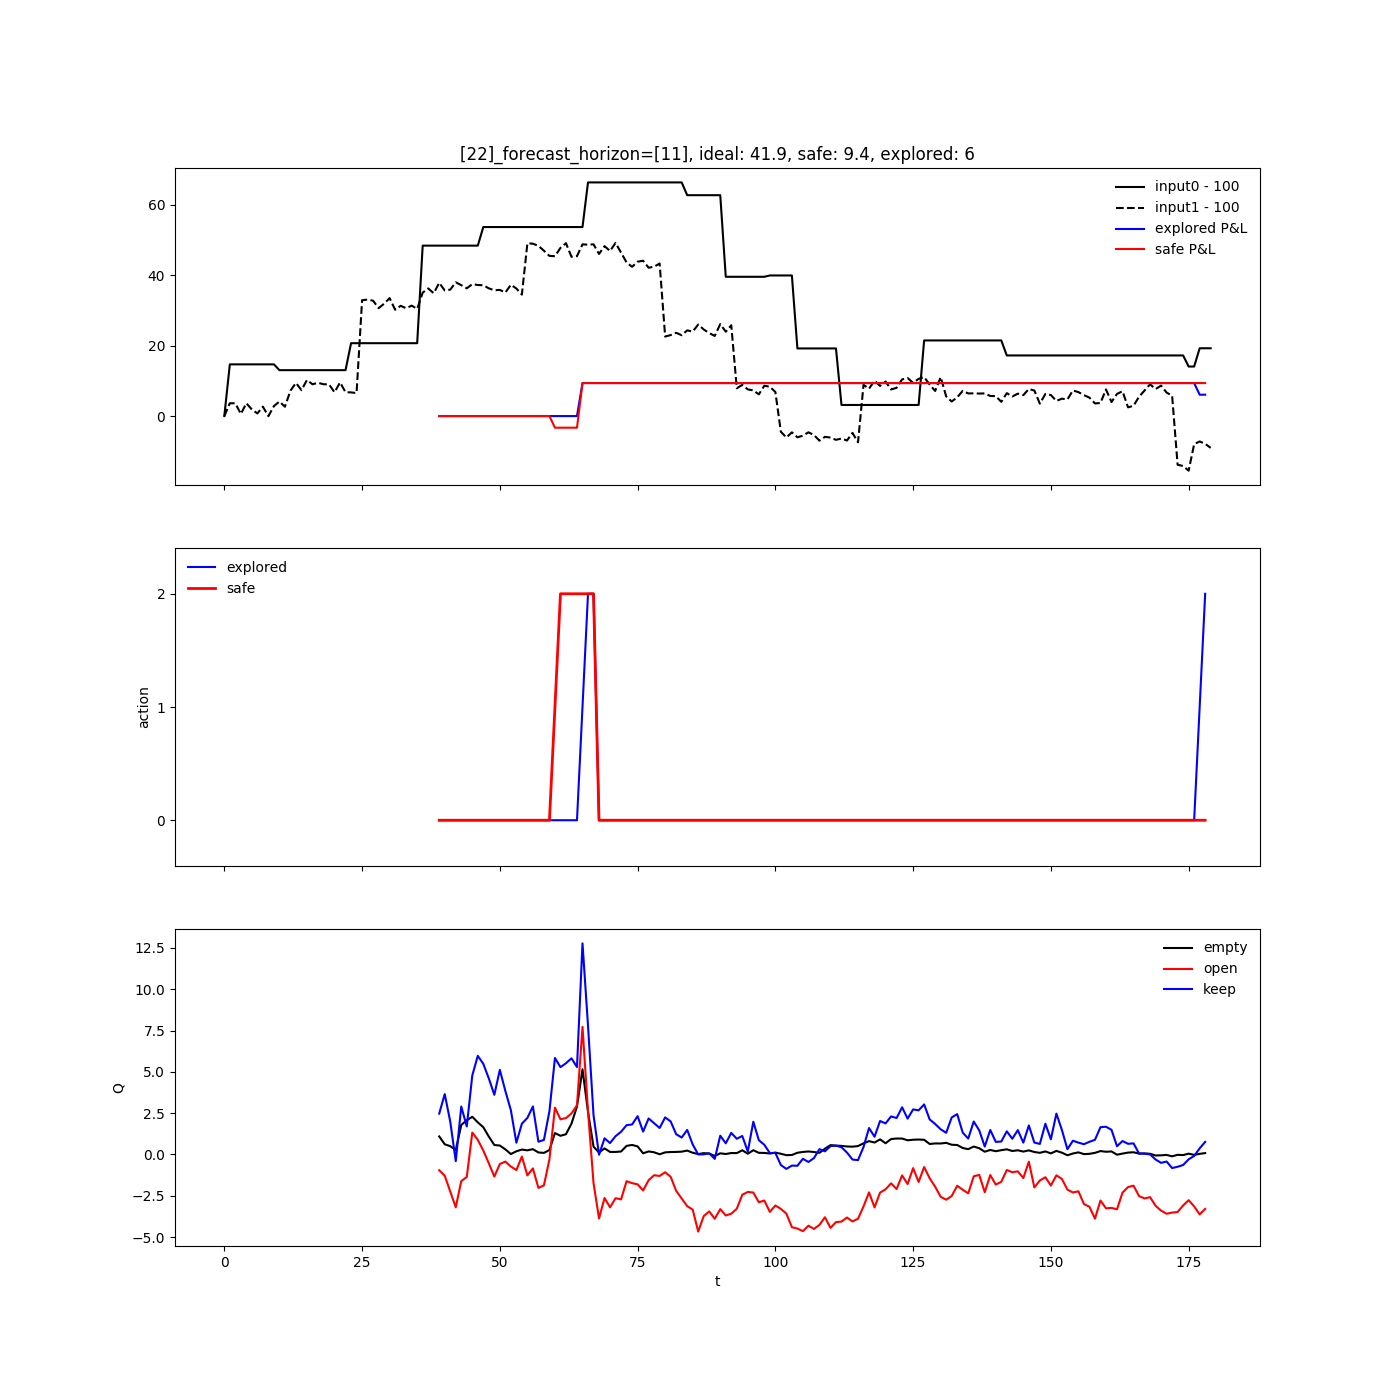 [22]_forecast_horizon=[11], ideal: 41.9, safe: 9.4, explored: 6
input0 - 100
input1 - 100
explored P&L
safe P&L
60
40
20
0
explored
safe
2
1
0
action
empty
open
keep
12.5
10.0
7.5
5.0
2.5
0.0
−2.5
−5.0
Q
0 25 50 75 100 125 150 175
t